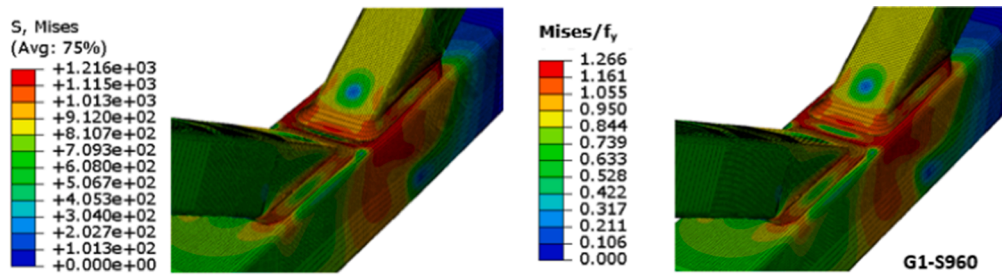 S, Mises
(Avg: 75%)
+1.216e+03
+1.115e+03
+1.013e+03
+9.120e+02
+8.107e+02
+7.093e+02
+6.080e+02
+5.067e+02
+4.053e+02
+3.040e+02
+2.027e+02
+1.013e+02
+0.000e+00
Mises/fy
1.266
1.161
1.055
0.950
0.844
0.739
0.633
0.528
0.422
0.317
0.211
0.106
0.000
G1-S960